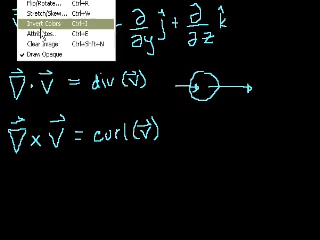 Flip/Rotate... Ctrl+R
Stretch/Skew... Ctrl+W
Invert Colors Ctrl+I
Attributes... Ctrl+E
Clear Image Ctrl+Shft+N
Draw Opaque
∂/∂y ĵ + ∂/∂z k̂
∇⃗ · V⃗ = div (v⃗)
∇⃗ × V⃗ = curl (v⃗)